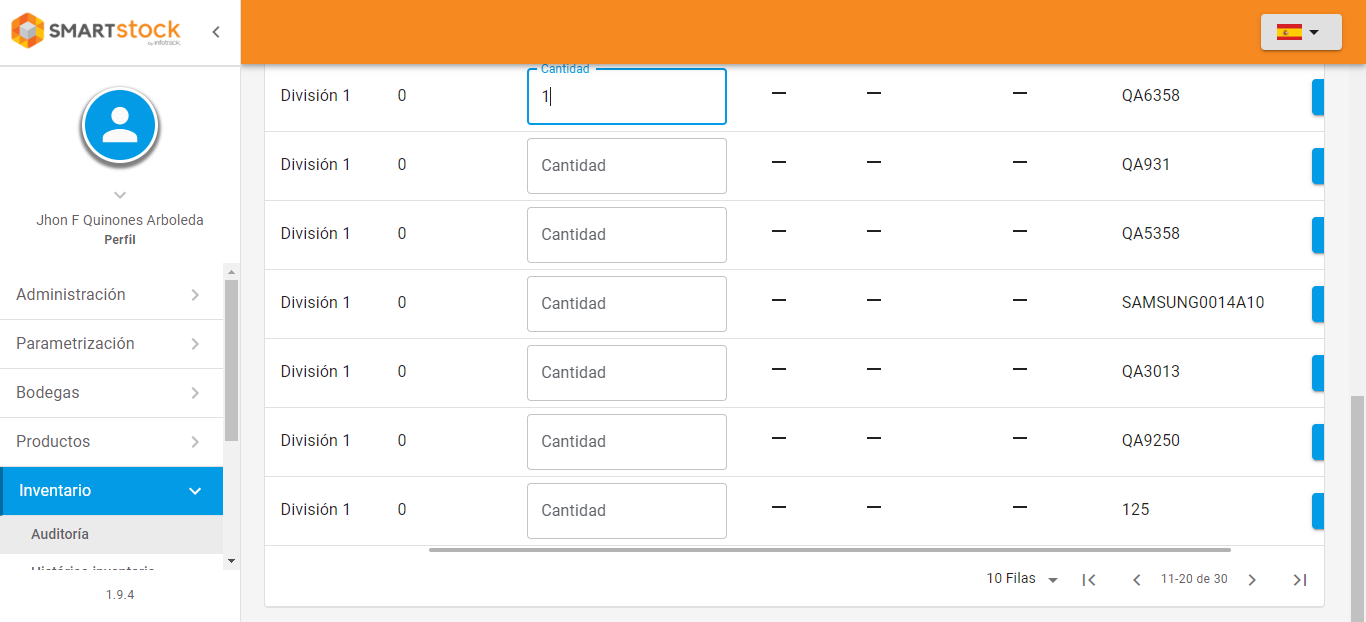 SMARTstock
by infotrack.
Jhon F Quinones Arboleda
Perfil
Administración
Parametrización
Bodegas
Productos
Inventario
Auditoría
Histórico inventario
1.9.4
Cantidad
División 1 0 1 — — — QA6358
División 1 0 Cantidad — — — QA931
División 1 0 Cantidad — — — QA5358
División 1 0 Cantidad — — — SAMSUNG0014A10
División 1 0 Cantidad — — — QA3013
División 1 0 Cantidad — — — QA9250
División 1 0 Cantidad — — — 125
10 Filas 11-20 de 30